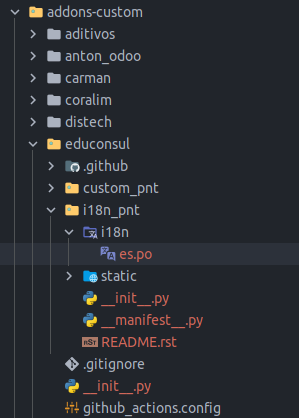 addons-custom
aditivos
anton_odoo
carman
coralim
distech
educonsul
.github
custom_pnt
i18n_pnt
i18n
es.po
static
__init__.py
__manifest__.py
README.rst
.gitignore
__init__.py
github_actions.config